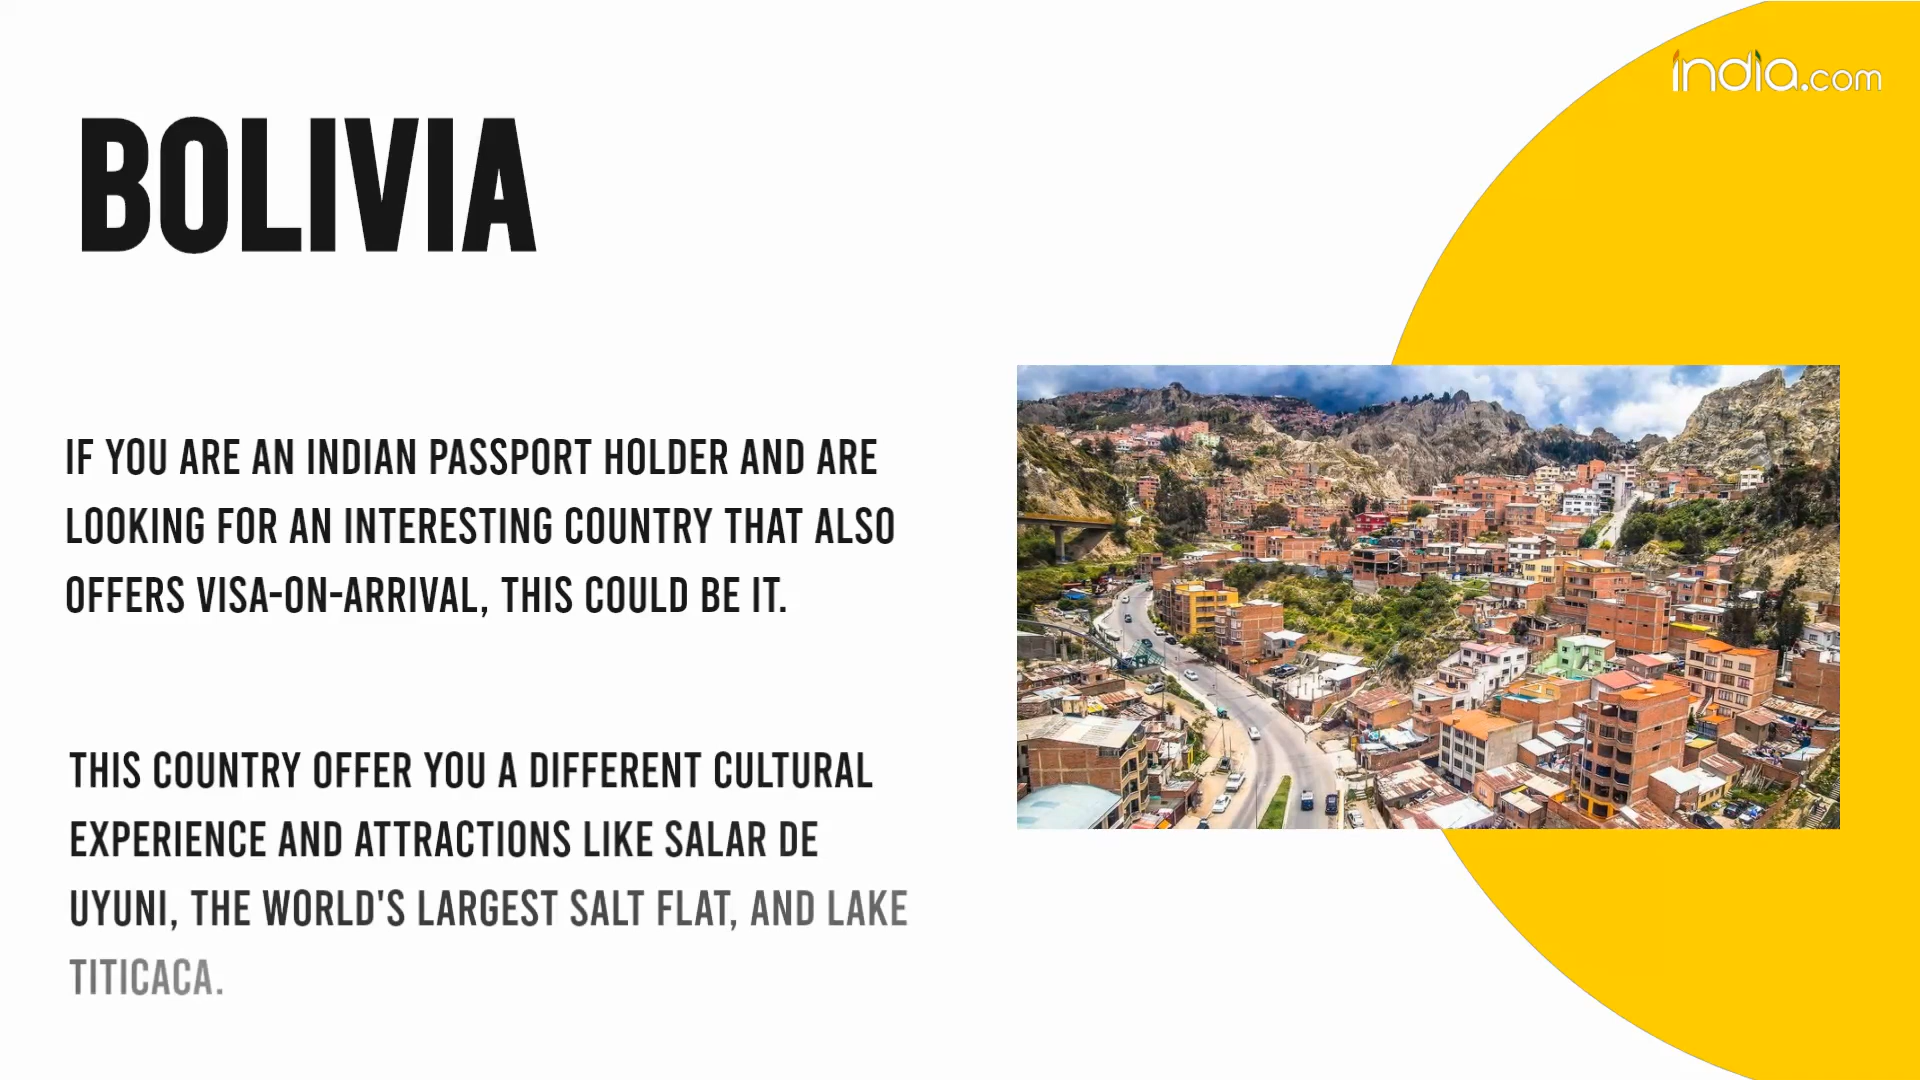 india.com
BOLIVIA
IF YOU ARE AN INDIAN PASSPORT HOLDER AND ARE
LOOKING FOR AN INTERESTING COUNTRY THAT ALSO
OFFERS VISA-ON-ARRIVAL, THIS COULD BE IT.
THIS COUNTRY OFFER YOU A DIFFERENT CULTURAL
EXPERIENCE AND ATTRACTIONS LIKE SALAR DE
UYUNI, THE WORLD'S LARGEST SALT FLAT, AND LAKE
TITICACA.